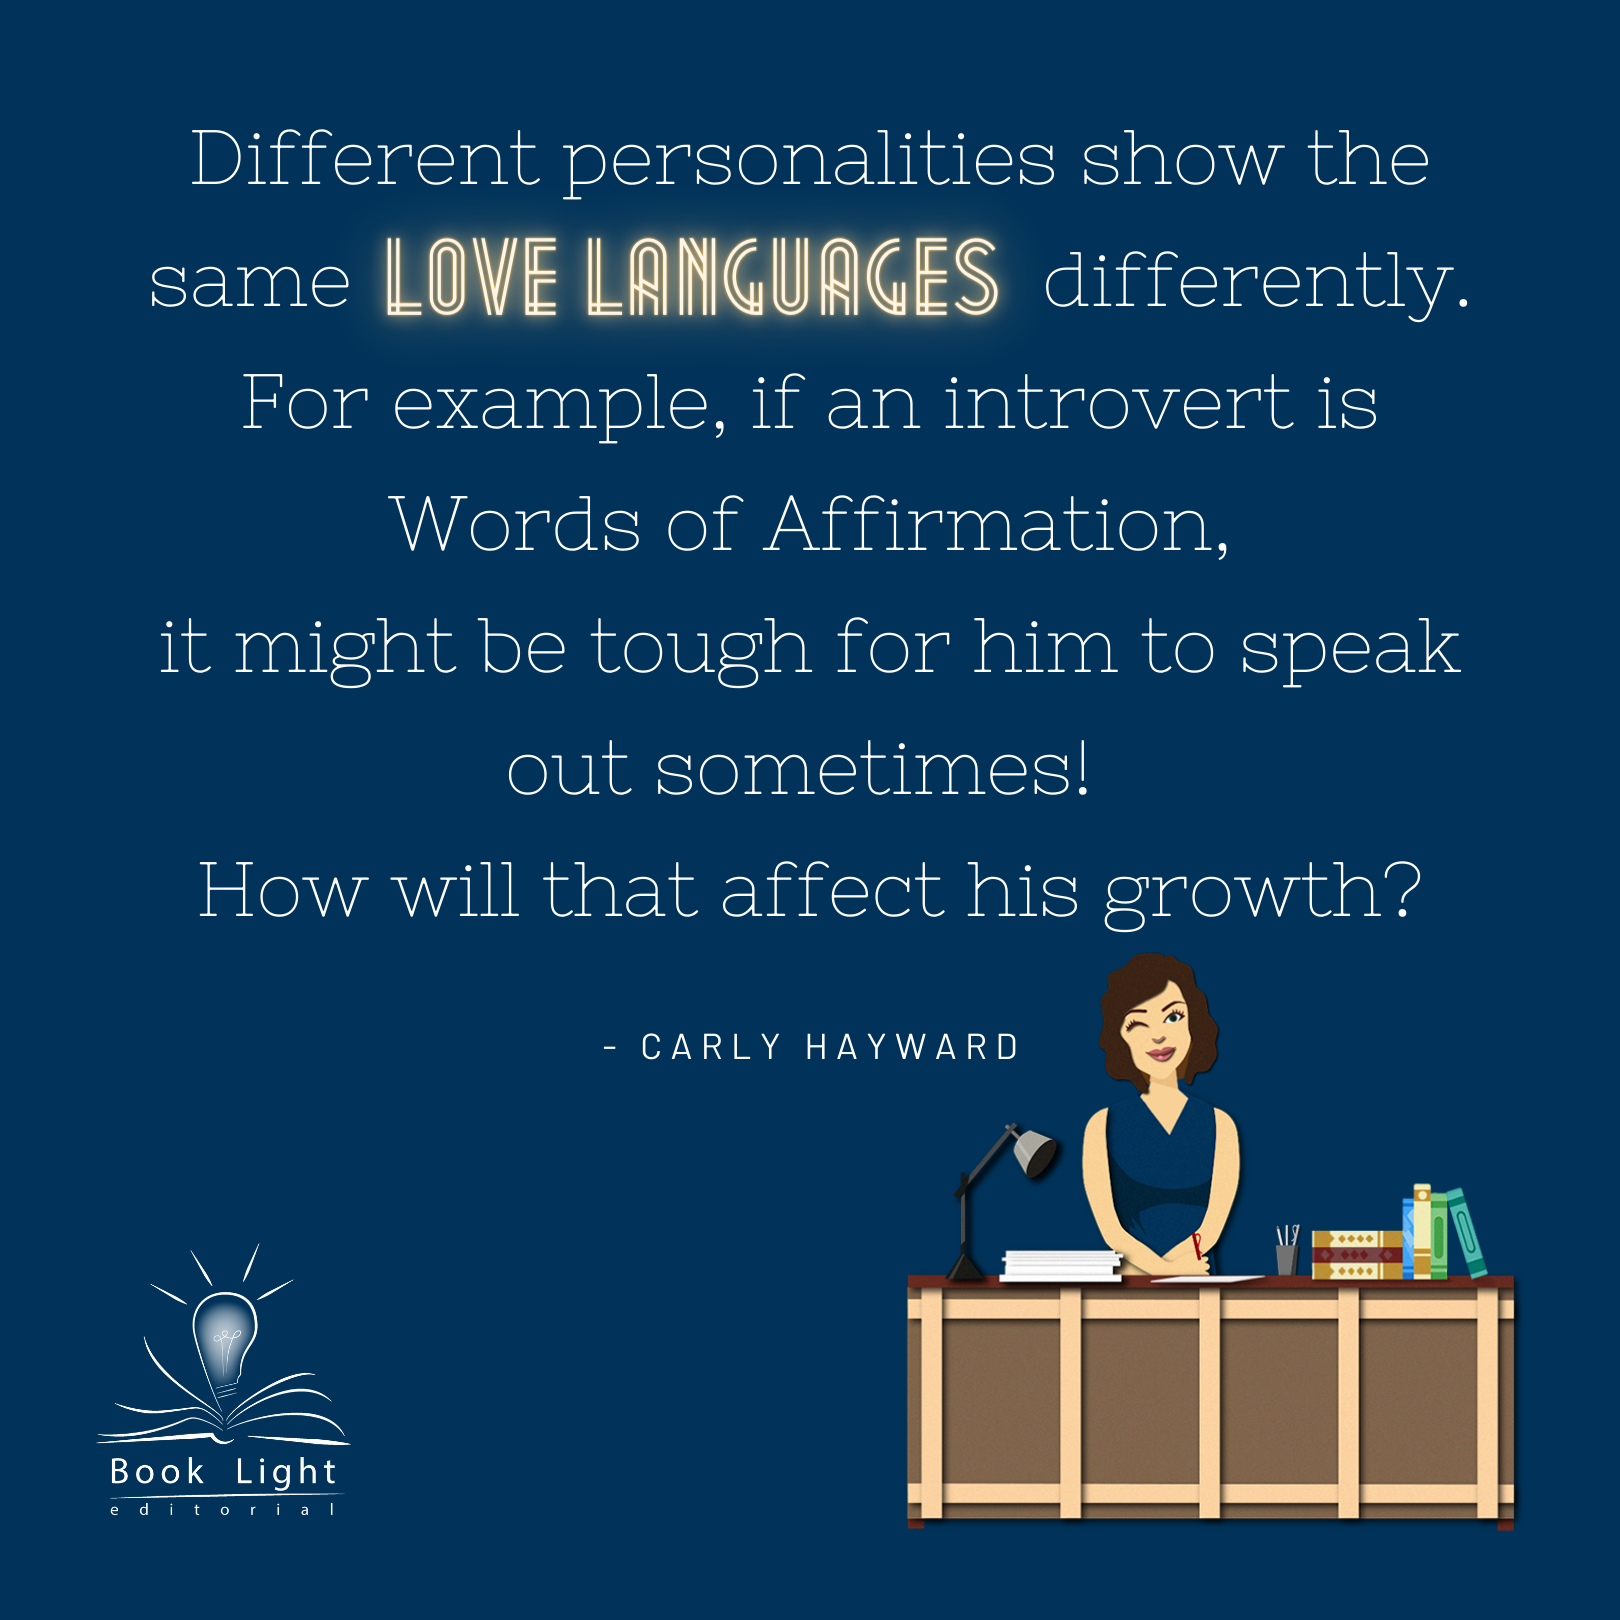 Different personalities show the
same LOVE LANGUAGES differently.
For example, if an introvert is
Words of Affirmation,
it might be tough for him to speak
out sometimes!
How will that affect his growth?
- CARLY HAYWARD
Book Light
editorial